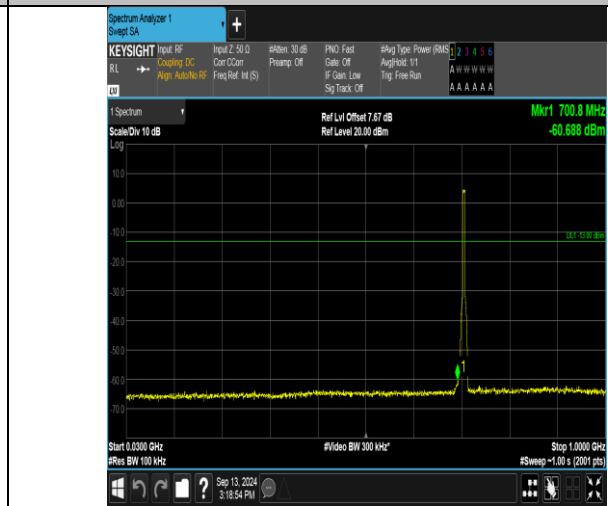 Spectrum Analyzer 1
Swept SA
+
KEYSIGHT Input: RF Input Z: 50 Ω #Atten: 30 dB PNO: Fast #Avg Type: Power (RMS 1 2 3 4 5 6
RL Coupling: DC Corr CCorr Preamp: Off Gate: Off Avg|Hold: 1/1 A W W W W W
Align: Auto/No RF Freq Ref: Int (S) IF Gain: Low Trig: Free Run A A A A A A
Sig Track: Off
LXI
1 Spectrum Ref Lvl Offset 7.67 dB Mkr1 700.8 MHz
Scale/Div 10 dB Ref Level 20.00 dBm -60.688 dBm
Log
10.0
0.00
-10.0 DL1 -13.00 dBm
-20.0
-30.0
-40.0
-50.0
1
-60.0
-70.0
Start 0.0300 GHz #Video BW 300 kHz* Stop 1.0000 GHz
#Res BW 100 kHz #Sweep ~1.00 s (2001 pts)
? Sep 13, 2024
3:18:54 PM